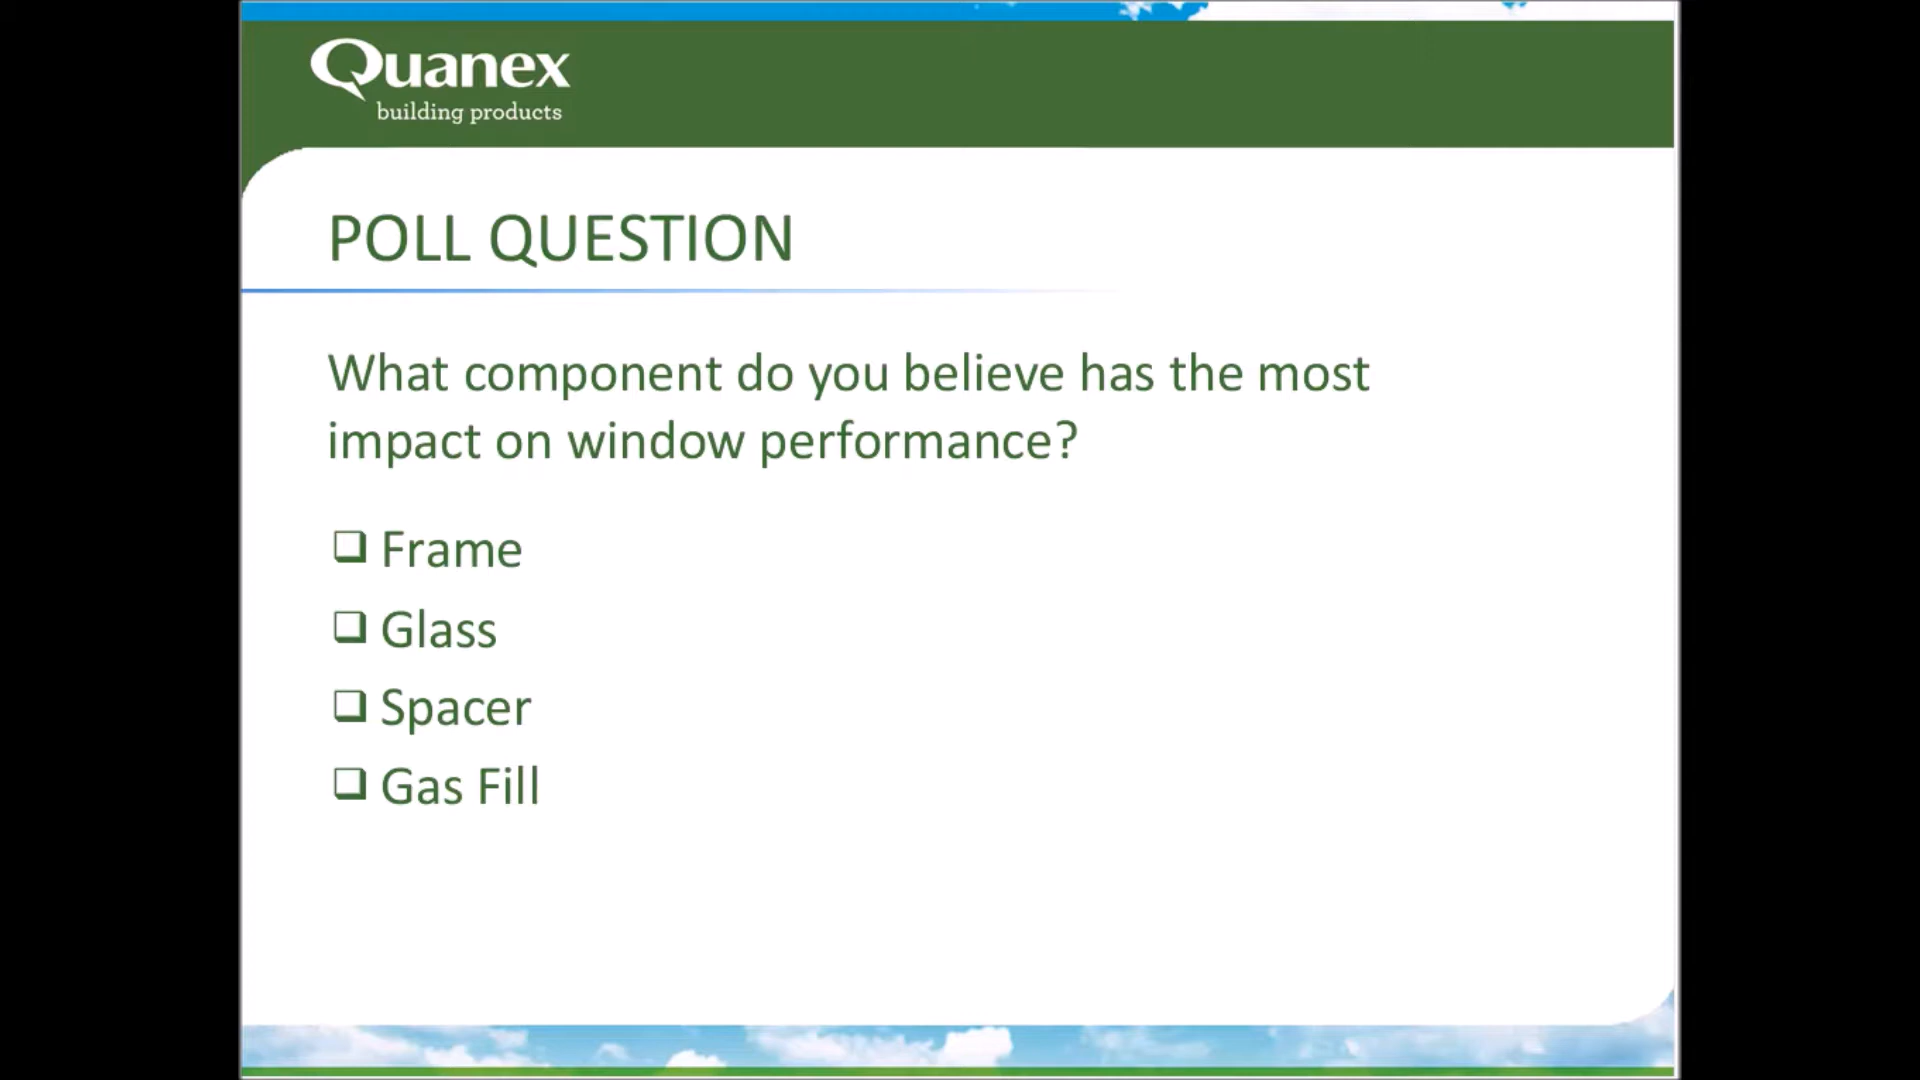 Quanex
building products
POLL QUESTION
What component do you believe has the most
impact on window performance?
Frame
Glass
Spacer
Gas Fill